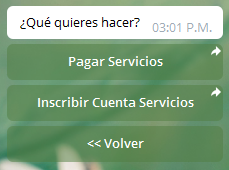 ¿Qué quieres hacer? 03:01 P.M.
Pagar Servicios
Inscribir Cuenta Servicios
<< Volver